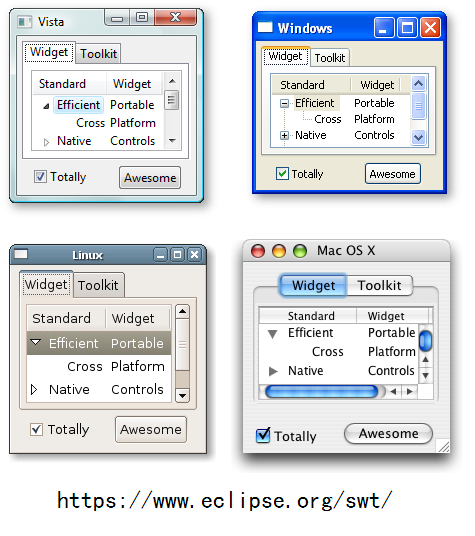 Vista
Widget Toolkit
Standard Widget
Efficient Portable
Cross Platform
Native Controls
Totally Awesome
Windows
Widget Toolkit
Standard Widget
Efficient Portable
Cross Platform
Native Controls
Totally Awesome
Linux
Widget Toolkit
Standard Widget
Efficient Portable
Cross Platform
Native Controls
Totally Awesome
Mac OS X
Widget Toolkit
Standard Widget
Efficient Portable
Cross Platform
Native Controls
Totally Awesome
https://www.eclipse.org/swt/